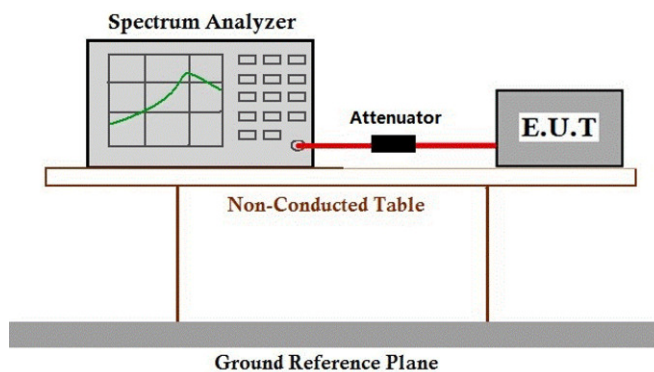 Spectrum Analyzer
Attenuator
E.U.T
Non-Conducted Table
Ground Reference Plane